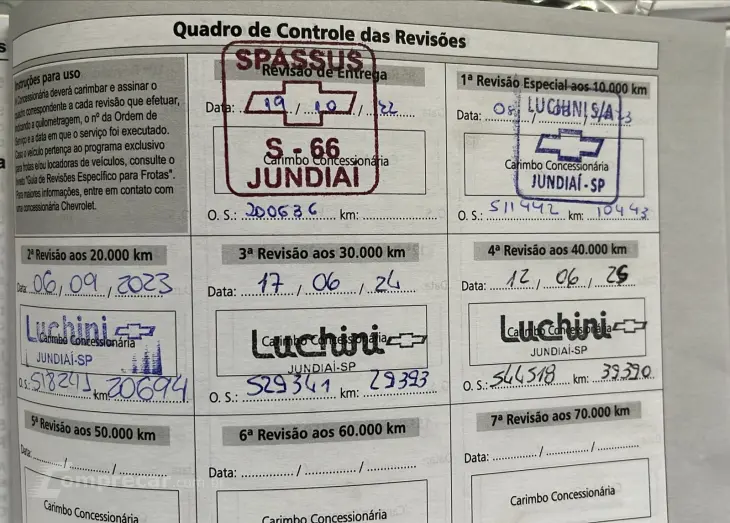 Quadro de Controle das Revisões
Instruções para uso
Concessionária deverá carimbar e assinar o
quadro correspondente a cada revisão que efetuar,
a quilometragem, o nº da Ordem de
Serviço e a data em que o serviço foi executado.
o veículo pertença ao programa exclusivo
para frotas e/ou locadoras de veículos, consulte o
"Guia de Revisões Específico para Frotas".
Para maiores informações, entre em contato com
uma concessionária Chevrolet.
Revisão de Entrega
SPASSUS
Data: 19 / 10 / 22
Carimbo Concessionária
S - 66
JUNDIAI
O. S.: 200636 km:
1ª Revisão Especial aos 10.000 km
Data: 
LUCHINI S/A
Carimbo Concessionária
JUNDIAÍ-SP
O. S.: 511442 km: 10443
2ª Revisão aos 20.000 km
Data: 06 / 09 / 2023
Luchini
Carimbo Concessionária
JUNDIAÍ-SP
O. S.: 518241 km 20694
3ª Revisão aos 30.000 km
Data: 17 / 06 / 24
Carimbo Concessionária
Luchini
JUNDIAÍ-SP
O. S.: 529341 km: 29393
4ª Revisão aos 40.000 km
Data: 12 / 06 / 25
Luchini
Carimbo Concessionária
JUNDIAÍ-SP
O. S.: 544518 km: 39390
5ª Revisão aos 50.000 km
Data: / /
Carimbo Concessionária
6ª Revisão aos 60.000 km
Data: / /
Carimbo Concessionária
7ª Revisão aos 70.000 km
Data: / /
Carimbo Concessionária